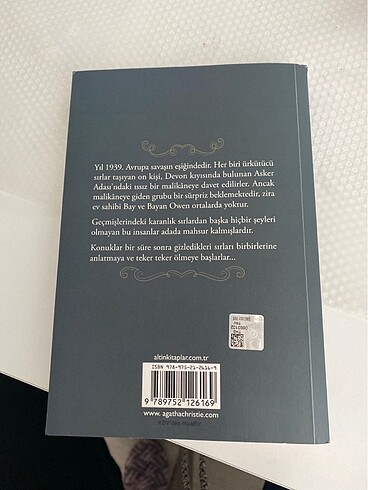 Yıl 1939. Avrupa savaşın eşiğindedir. Her biri ürkütücü
sırlar taşıyan on kişi, Devon kıyısında bulunan Asker
Adası'ndaki ıssız bir malikâneye davet edilirler. Ancak
malikâneye giden grubu bir sürpriz beklemektedir, zira
ev sahibi Bay ve Bayan Owen ortalarda yoktur.
Geçmişlerindeki karanlık sırlardan başka hiçbir şeyleri
olmayan bu insanlar adada mahsur kalmışlardır.
Konuklar bir süre sonra gizledikleri sırları birbirlerine
anlatmaya ve teker teker ölmeye başlarlar...
altinkitaplar.com.tr
ISBN 978-975-21-2616-9
9 789752 126169
www.agathachristie.com
KDV'den muaftır